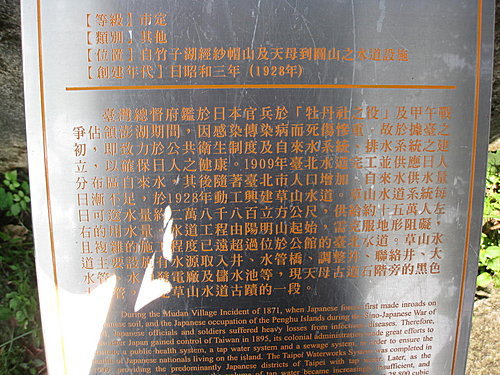 【等級】市定
【類別】其他
【位置】自竹子湖經紗帽山及天母到圓山之水道設施
【創建年代】日昭和三年 (1928年)
臺灣總督府鑑於日本官兵於「牡丹社之役」及甲午戰
爭佔領澎湖期間，因感染傳染病而死傷慘重，故於據臺之
初，則致力於公共衛生制度及自來水系統、排水系統之建
立，以確保日人之健康。1909年臺北水道完工並供應日人
分布區自來水，其後隨著臺北市人口增加，自來水供水量
日漸不足，於1928年動工興建草山水道。草山水道系統每
日可送水量約二萬八千八百立方公尺，供給約十五萬人左
右的用水量。水道工程由陽明山起始，需克服地形阻礙，
且複雜的施工程度已遠超過位於公館的臺北水道。草山水
道主要設施有水源取入井、水管橋、調整井、聯絡井、大
水管、水 發電廠及儲水池等，現天母古道石階旁的黑色
水管 草山水道古蹟的一段。
During the Mudan Village Incident of 1871, when Japanese forces first made inroads on
soil, and the Japanese occupation of the Penghu Islands during the Sino-Japanese War of
Japanese officials and soldiers suffered heavy losses from infectious diseases. Therefore,
Japan gained control of Taiwan in 1895, its colonial administration made great efforts to
a public health system, a tap water system and a sewer system, in order to ensure the
Japanese nationals living on the island. The Taipei Waterworks System was completed in
providing the predominantly Japanese districts of Taipei with tap water. Later, as the
of tap water became increasingly insufficient, and
cubic